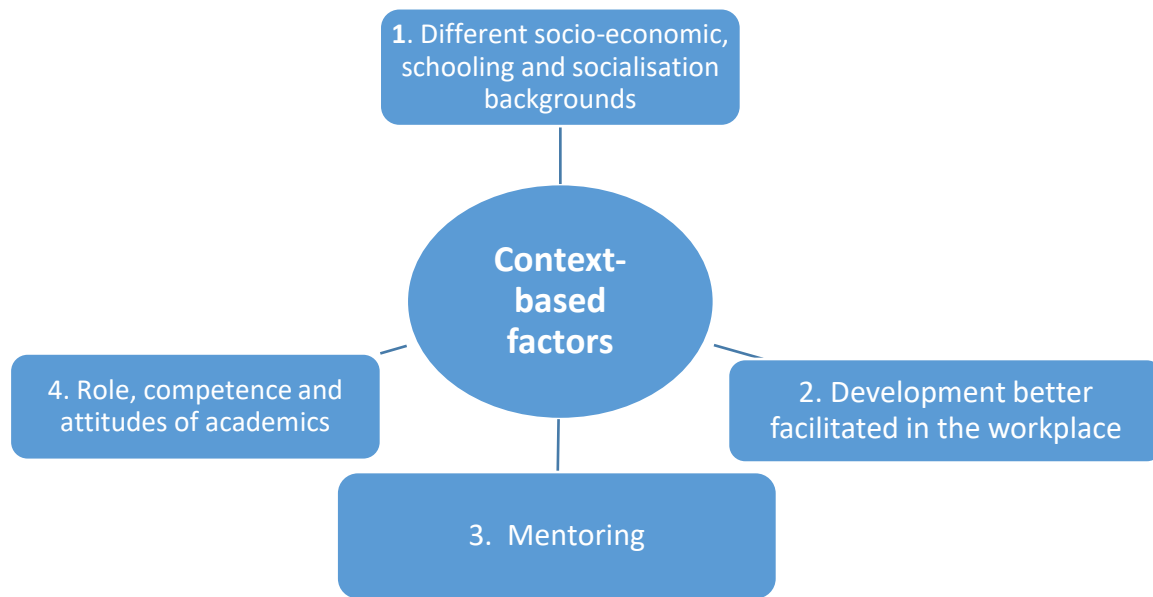 1. Different socio-economic,
schooling and socialisation
backgrounds
Context-
based
factors
4. Role, competence and
attitudes of academics
2. Development better
facilitated in the workplace
3. Mentoring